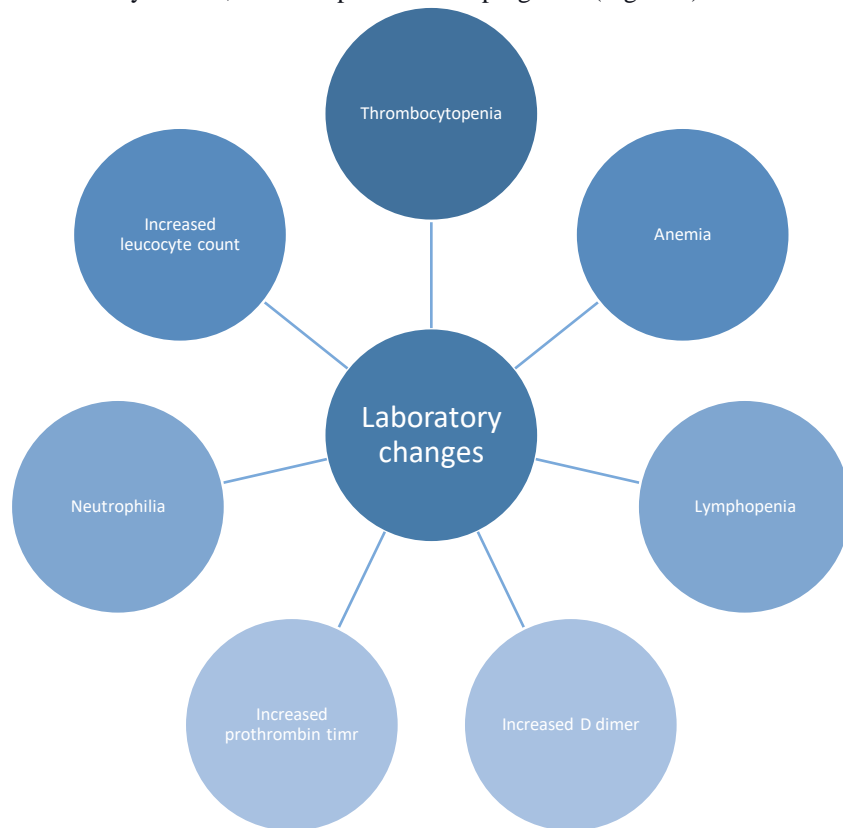 Thrombocytopenia
Anemia
Lymphopenia
Increased D dimer
Increased
prothrombin timr
Neutrophilia
Increased
leucocyte count
Laboratory
changes